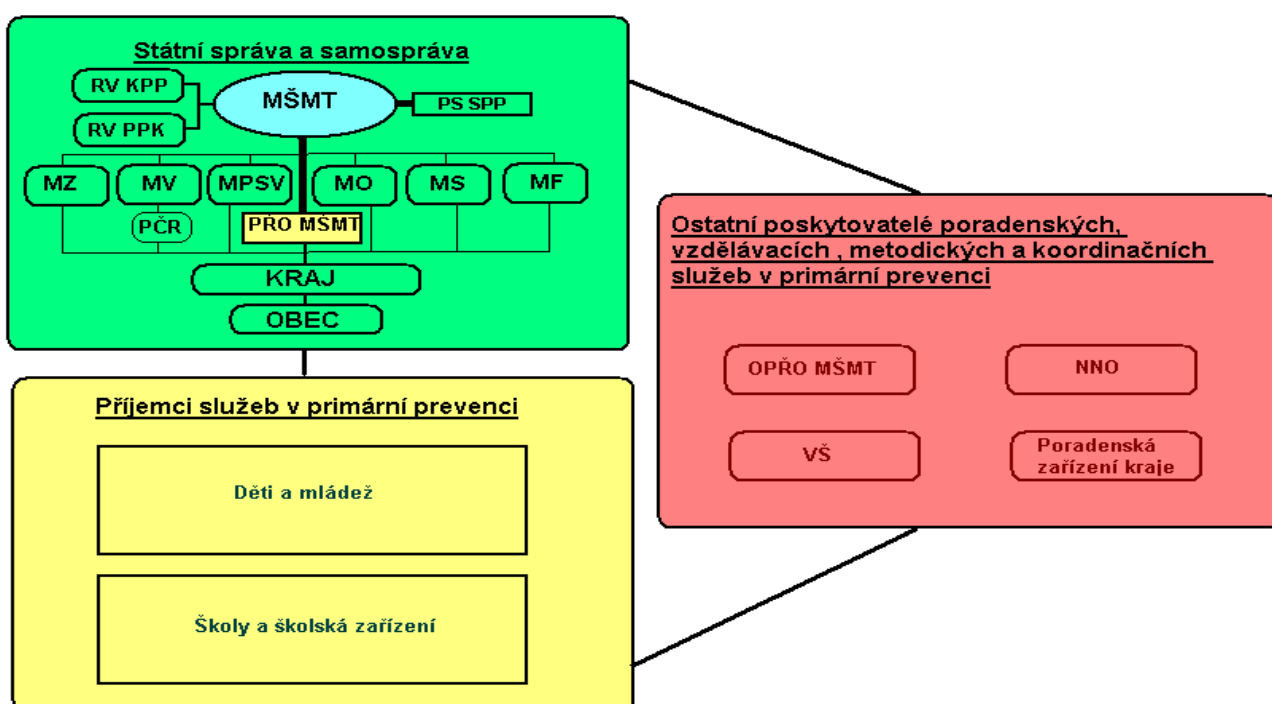 Státní správa a samospráva
RV KPP
MŠMT
PS SPP
RV PPK
MZ
MV
MPSV
MO
MS
MF
PČR
PŘO MŠMT
KRAJ
OBEC
Ostatní poskytovatelé poradenských,
vzdělávacích , metodických a koordinačních
služeb v primární prevenci
OPŘO MŠMT
NNO
VŠ
Poradenská
zařízení kraje
Příjemci služeb v primární prevenci
Děti a mládež
Školy a školská zařízení